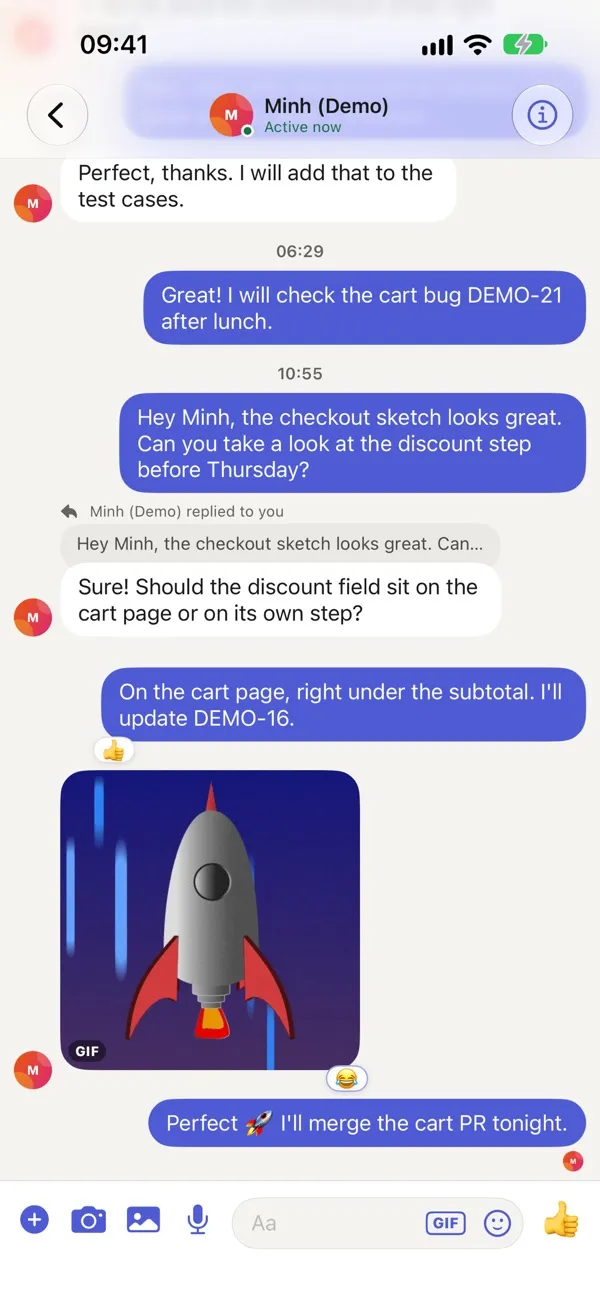 09:41
M
Minh (Demo)
Active now
Perfect, thanks. I will add that to the
test cases.
M
06:29
Great! I will check the cart bug DEMO-21
after lunch.
10:55
Hey Minh, the checkout sketch looks great.
Can you take a look at the discount step
before Thursday?
Minh (Demo) replied to you
Hey Minh, the checkout sketch looks great. Can...
Sure! Should the discount field sit on the
cart page or on its own step?
M
On the cart page, right under the subtotal. I'll
update DEMO-16.
👍
GIF
M
😂
Perfect 🚀 I'll merge the cart PR tonight.
M
Aa
GIF